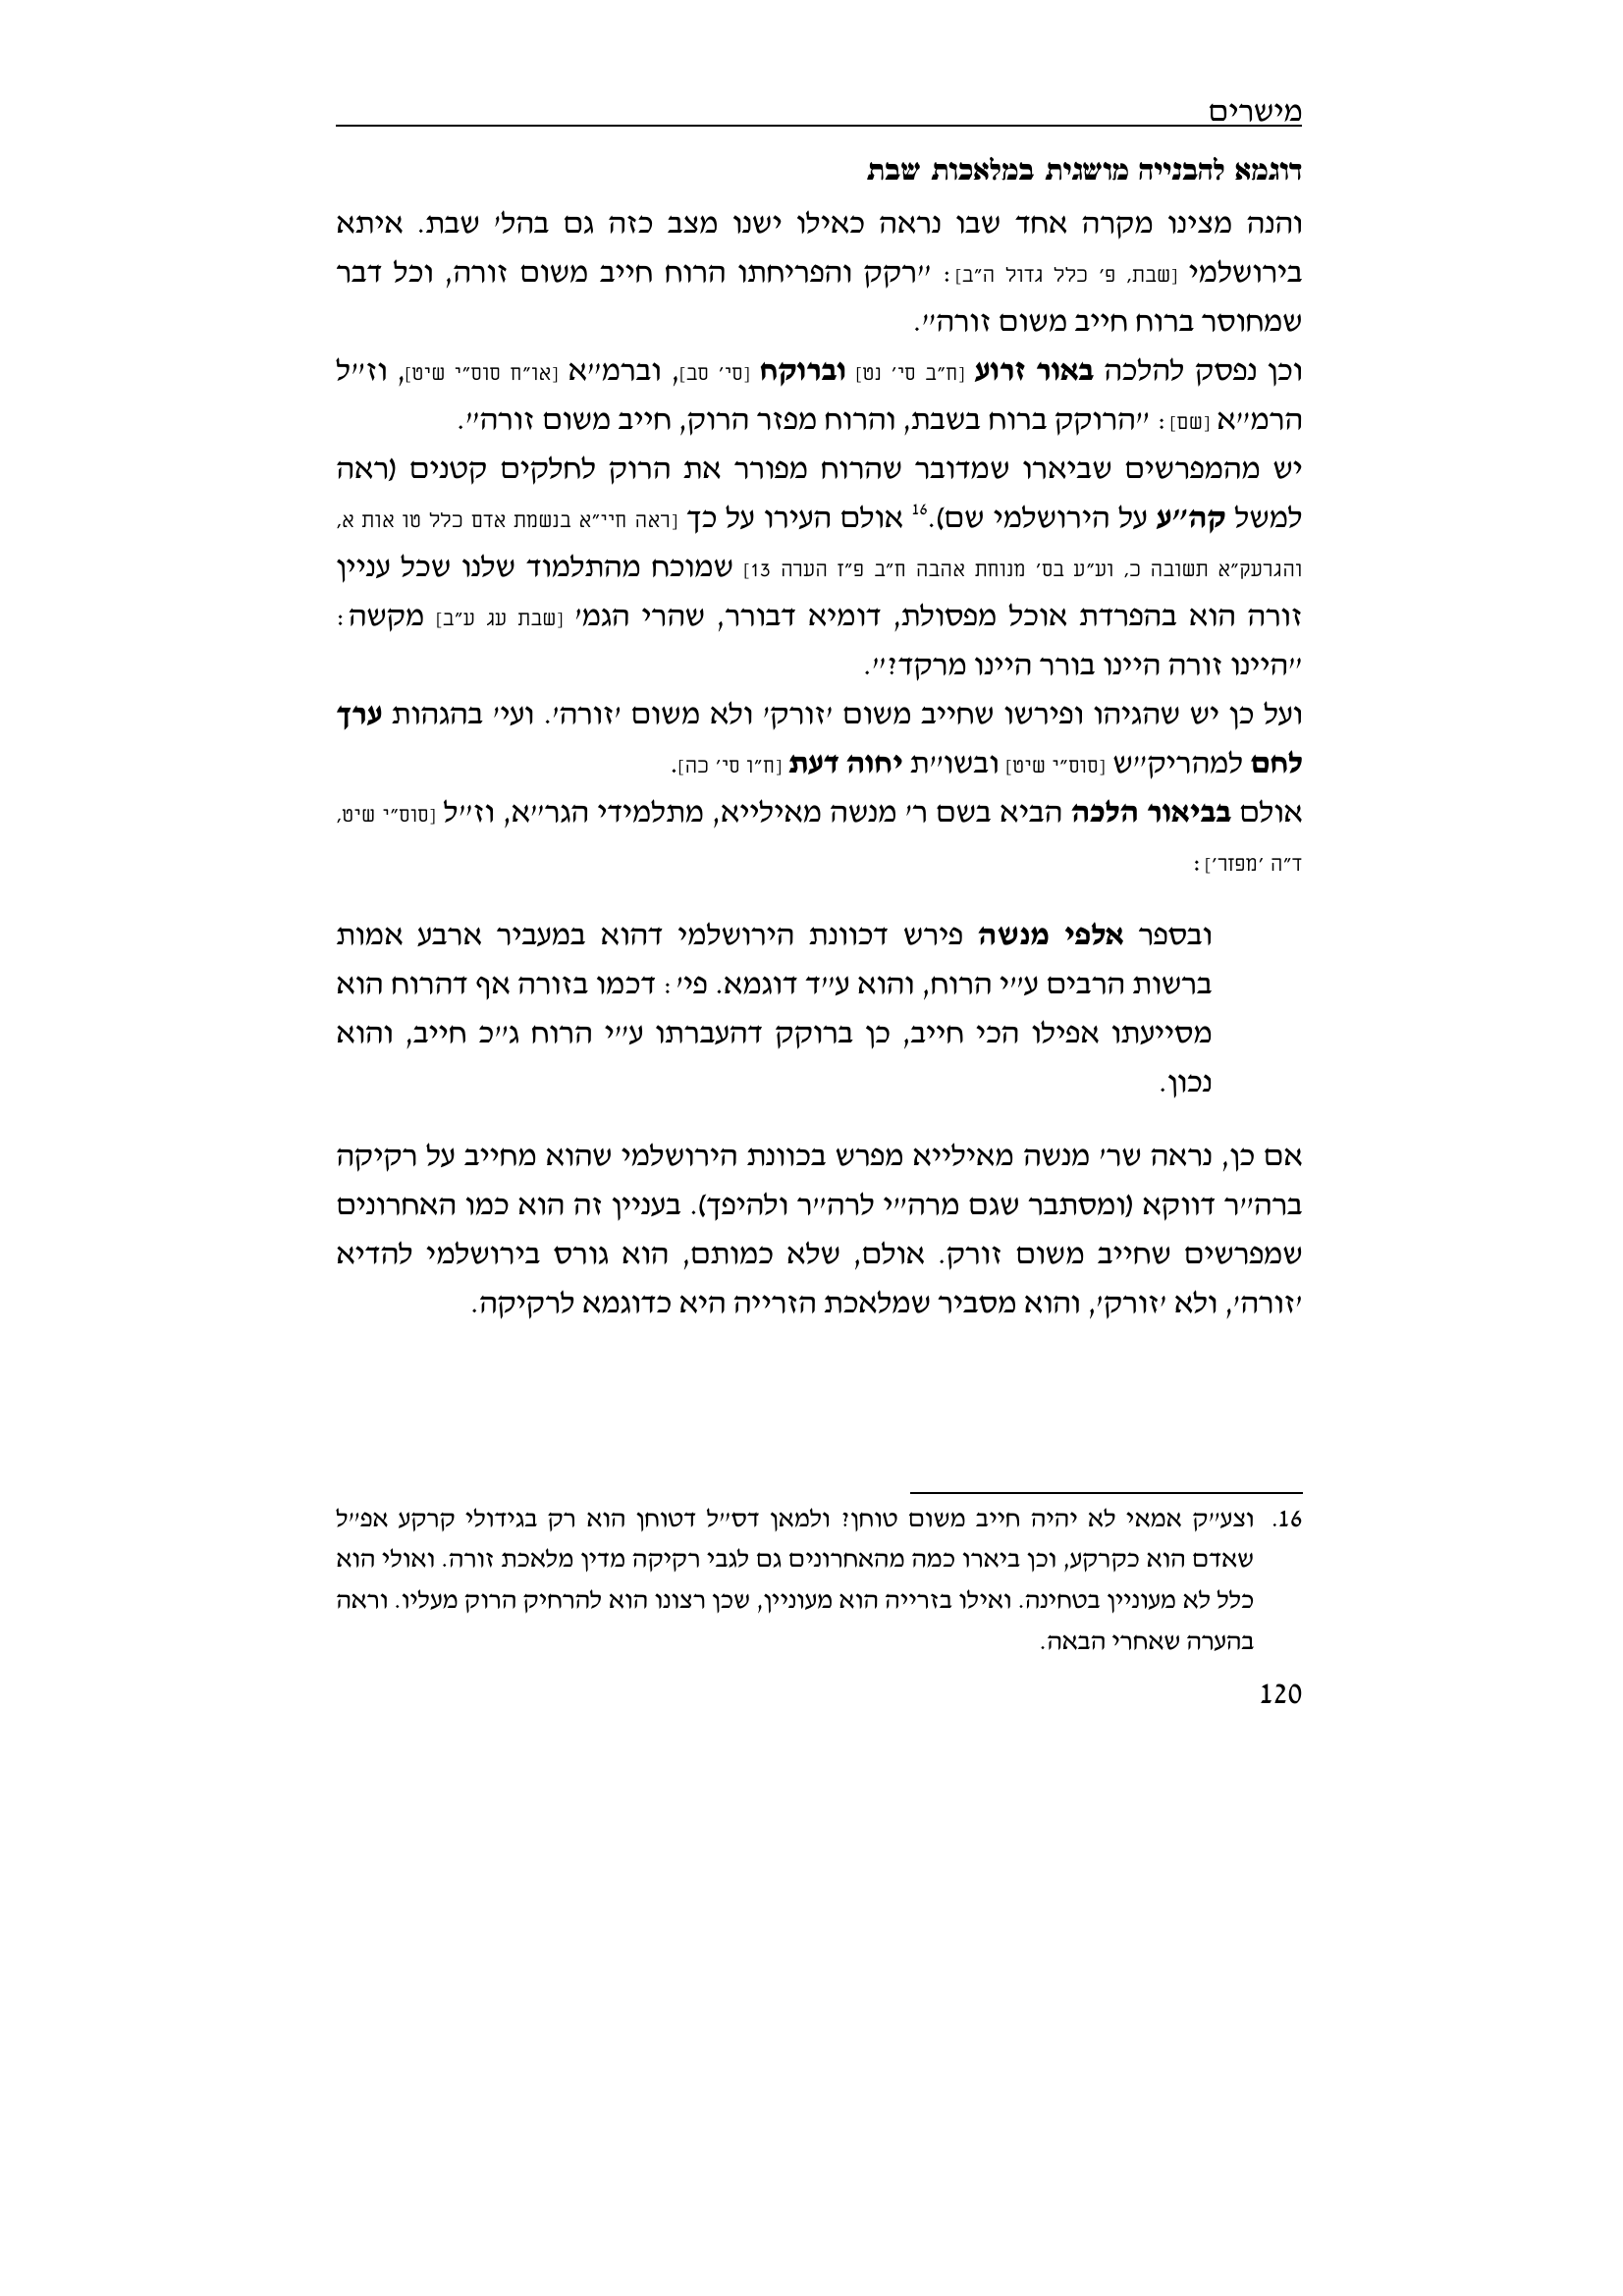 מישרים
דוגמא להבנייה מושגית במלאכות שבת
והנה מצינו מקרה אחד שבו נראה כאילו ישנו מצב כזה גם בהל' שבת. איתא
בירושלמי [שבת, פ' כלל גדול ה"ב]: "רקק והפריחתו הרוח חייב משום זורה, וכל דבר
שמחוסר ברוח חייב משום זורה".
וכן נפסק להלכה באור זרוע [ח"ב סי' נט] וברוקח [סי' סב], וברמ"א [או"ח סוס"י שיט], וז"ל
הרמ"א [שם]: "הרוקק ברוח בשבת, והרוח מפזר הרוק, חייב משום זורה".
יש מהמפרשים שביארו שמדובר שהרוח מפורר את הרוק לחלקים קטנים (ראה
למשל קה"ע על הירושלמי שם).16 אולם העירו על כך [ראה חיי"א בנשמת אדם כלל טו אות א,
והגרעק"א תשובה כ, וע"ע בס' מנוחת אהבה ח"ב פ"ז הערה 13] שמוכח מהתלמוד שלנו שכל עניין
זורה הוא בהפרדת אוכל מפסולת, דומיא דבורר, שהרי הגמ' [שבת עג ע"ב] מקשה:
"היינו זורה היינו בורר היינו מרקד?".
ועל כן יש שהגיהו ופירשו שחייב משום 'זורק' ולא משום 'זורה'. ועי' בהגהות ערך
לחם למהריק"ש [סוס"י שיט] ובשו"ת יחוה דעת [ח"ו סי' כה].
אולם בביאור הלכה הביא בשם ר' מנשה מאילייא, מתלמידי הגר"א, וז"ל [סוס"י שיט,
ד"ה 'מפזר']:
ובספר אלפי מנשה פירש דכוונת הירושלמי דהוא במעביר ארבע אמות
ברשות הרבים ע"י הרוח, והוא ע"ד דוגמא. פי': דכמו בזורה אף דהרוח הוא
מסייעתו אפילו הכי חייב, כן ברוקק דהעברתו ע"י הרוח ג"כ חייב, והוא
נכון.
אם כן, נראה שר' מנשה מאילייא מפרש בכוונת הירושלמי שהוא מחייב על רקיקה
ברה"ר דווקא (ומסתבר שגם מרה"י לרה"ר ולהיפך). בעניין זה הוא כמו האחרונים
שמפרשים שחייב משום זורק. אולם, שלא כמותם, הוא גורס בירושלמי להדיא
'זורה', ולא 'זורק', והוא מסביר שמלאכת הזרייה היא כדוגמא לרקיקה.
16. וצע"ק אמאי לא יהיה חייב משום טוחן? ולמאן דס"ל דטוחן הוא רק בגידולי קרקע אפ"ל
שאדם הוא כקרקע, וכן ביארו כמה מהאחרונים גם לגבי רקיקה מדין מלאכת זורה. ואולי הוא
כלל לא מעוניין בטחינה. ואילו בזרייה הוא מעוניין, שכן רצונו הוא להרחיק הרוק מעליו. וראה
בהערה שאחרי הבאה.
120